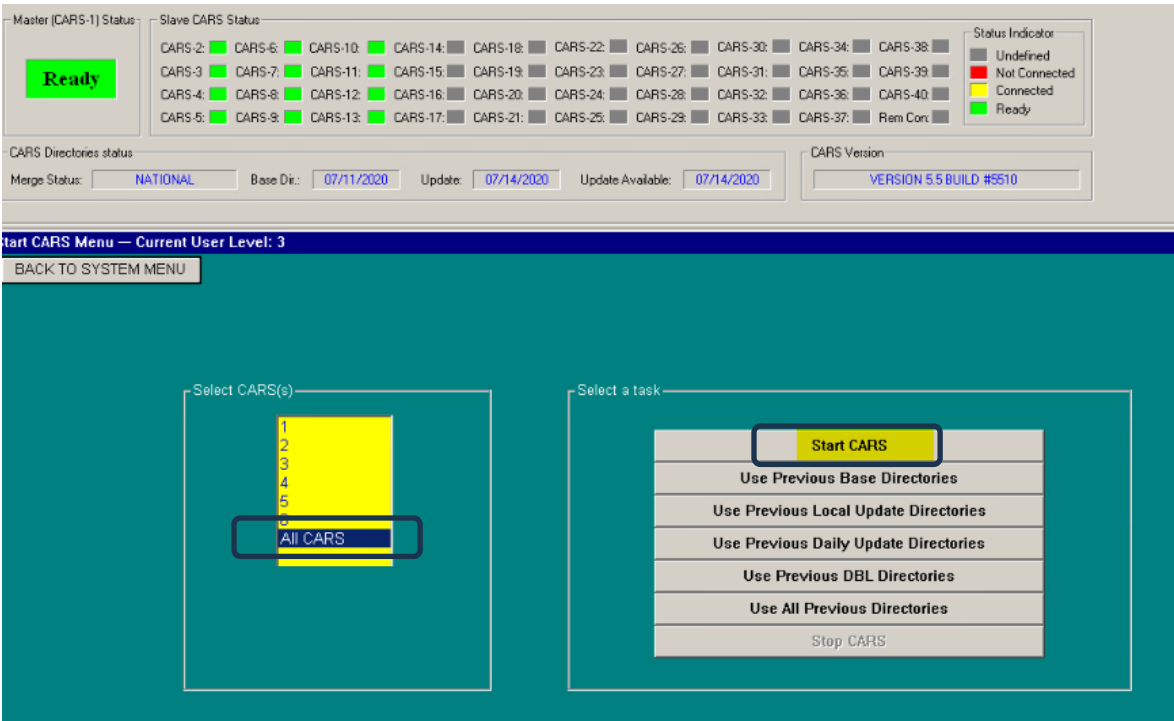 Master (CARS-1) Status
Ready
Slave CARS Status
CARS-2: CARS-6: CARS-10: CARS-14: CARS-18: CARS-22: CARS-26: CARS-30: CARS-34: CARS-38:
CARS-3 CARS-7: CARS-11: CARS-15: CARS-19: CARS-23: CARS-27: CARS-31: CARS-35: CARS-39:
CARS-4: CARS-8: CARS-12: CARS-16: CARS-20: CARS-24: CARS-28: CARS-32: CARS-36: CARS-40:
CARS-5: CARS-9: CARS-13: CARS-17: CARS-21: CARS-25: CARS-29: CARS-33: CARS-37: Rem Con:
Status Indicator
Undefined
Not Connected
Connected
Ready
CARS Directories status
Merge Status: NATIONAL Base Dir.: 07/11/2020 Update: 07/14/2020 Update Available: 07/14/2020
CARS Version
VERSION 5.5 BUILD #5510
Start CARS Menu — Current User Level: 3
BACK TO SYSTEM MENU
Select CARS(s)
1
2
3
4
5
6
All CARS
Select a task
Start CARS
Use Previous Base Directories
Use Previous Local Update Directories
Use Previous Daily Update Directories
Use Previous DBL Directories
Use All Previous Directories
Stop CARS